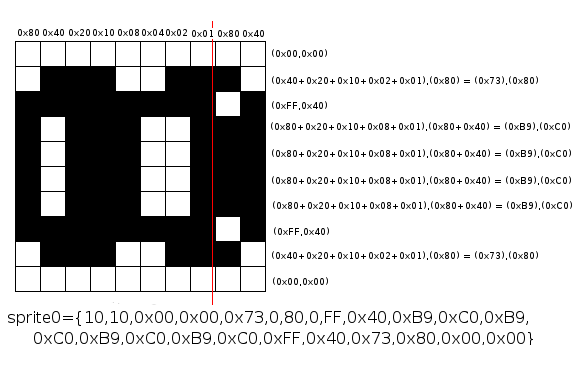 0x80 0x40 0x20 0x10 0x08 0x04 0x02 0x01 0x80 0x40
(0x00,0x00)
(0x40+0x20+0x10+0x02+0x01),(0x80) = (0x73),(0x80)
(0xFF,0x40)
(0x80+0x20+0x10+0x08+0x01),(0x80+0x40) = (0xB9),(0xC0)
(0x80+0x20+0x10+0x08+0x01),(0x80+0x40) = (0xB9),(0xC0)
(0x80+0x20+0x10+0x08+0x01),(0x80+0x40) = (0xB9),(0xC0)
(0x80+0x20+0x10+0x08+0x01),(0x80+0x40) = (0xB9),(0xC0)
(0xFF,0x40)
(0x40+0x20+0x10+0x02+0x01),(0x80) = (0x73),(0x80)
(0x00,0x00)
sprite0={10,10,0x00,0x00,0x73,0,80,0,FF,0x40,0xB9,0xC0,0xB9,
0xC0,0xB9,0xC0,0xB9,0xC0,0xFF,0x40,0x73,0x80,0x00,0x00}